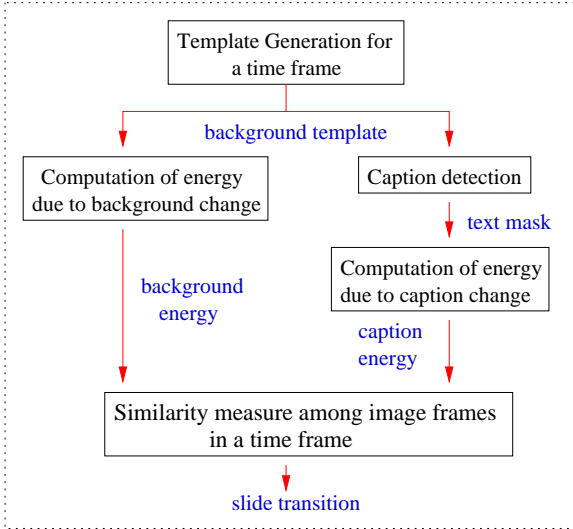 Template Generation for
a time frame
background template
Computation of energy
due to background change
Caption detection
text mask
Computation of energy
due to caption change
background
energy
caption
energy
Similarity measure among image frames
in a time frame
slide transition